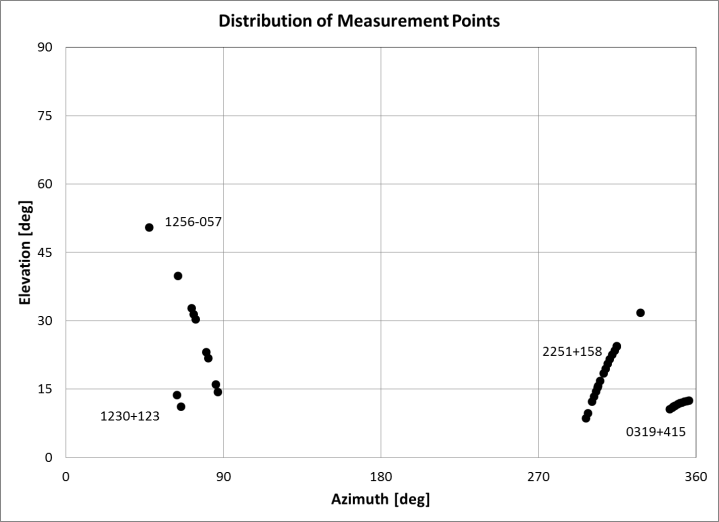 Distribution of Measurement Points
90
75
60
45
30
15
0
Elevation [deg]
1256-057
1230+123
2251+158
0319+415
0 90 180 270 360
Azimuth [deg]